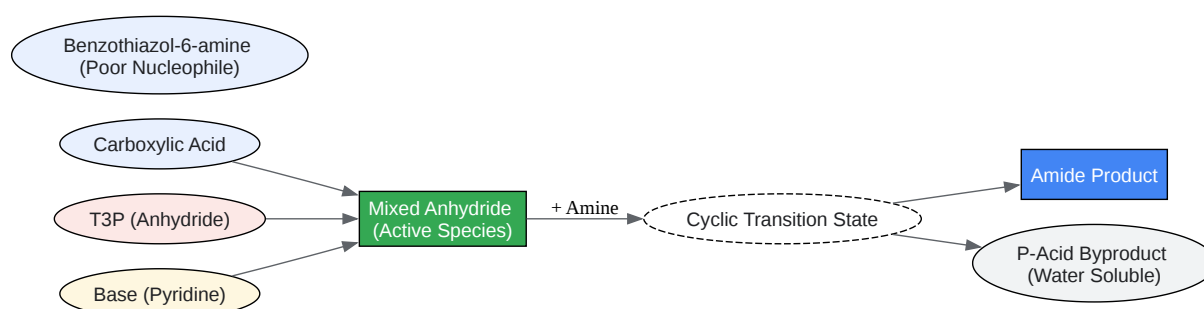 Benzothiazol-6-amine
(Poor Nucleophile)
Carboxylic Acid
T3P (Anhydride)
Base (Pyridine)
Mixed Anhydride
(Active Species)
+ Amine
Cyclic Transition State
Amide Product
P-Acid Byproduct
(Water Soluble)